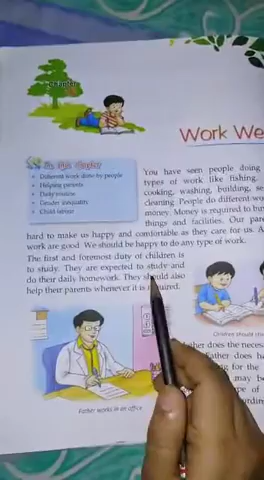 Chapter
Work We
In This Chapter
• Different work done by people
• Helping parents
• Daily routine
• Gender inequality
• Child labour
You have seen people doing
types of work like fishing,
cooking, washing, building, se
cleaning. People do different wo
money. Money is required to bu
things and facilities. Our pare
hard to make us happy and comfortable as they care for us. A
work are good. We should be happy to do any type of work.
The first and foremost duty of children is
to study. They are expected to study and
do their daily homework. They should also
help their parents whenever it is required.
Children should
Father works in an office
ther does the neces
Father does h
ng for the
may be
pe of